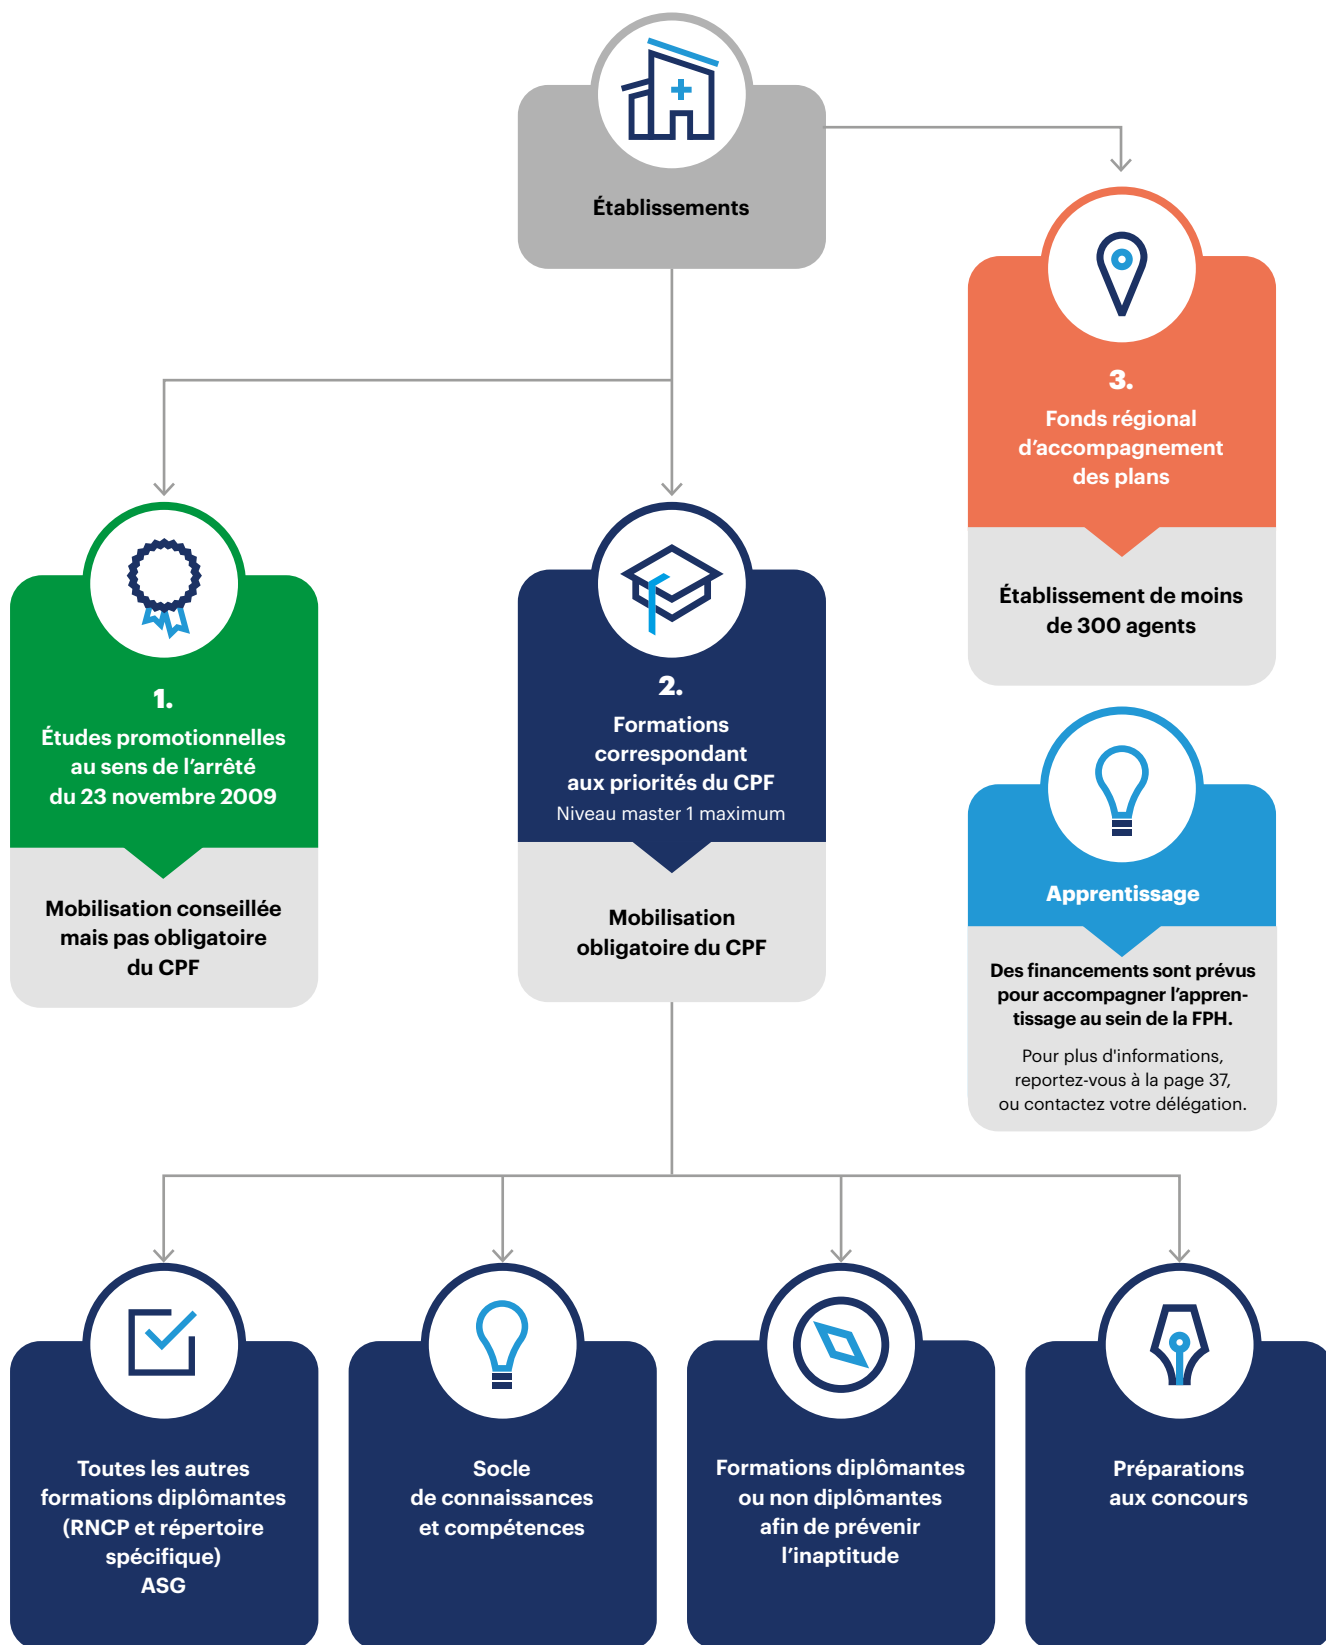 Établissements
3.
Fonds régional
d’accompagnement
des plans
Établissement de moins
de 300 agents
1.
Études promotionnelles
au sens de l’arrêté
du 23 novembre 2009
Mobilisation conseillée
mais pas obligatoire
du CPF
2.
Formations
correspondant
aux priorités du CPF
Niveau master 1 maximum
Mobilisation
obligatoire du CPF
Apprentissage
Des financements sont prévus
pour accompagner l’appren-
tissage au sein de la FPH.
Pour plus d'informations,
reportez-vous à la page 37,
ou contactez votre délégation.
Toutes les autres
formations diplômantes
(RNCP et répertoire
spécifique)
ASG
Socle
de connaissances
et compétences
Formations diplômantes
ou non diplômantes
afin de prévenir
l’inaptitude
Préparations
aux concours